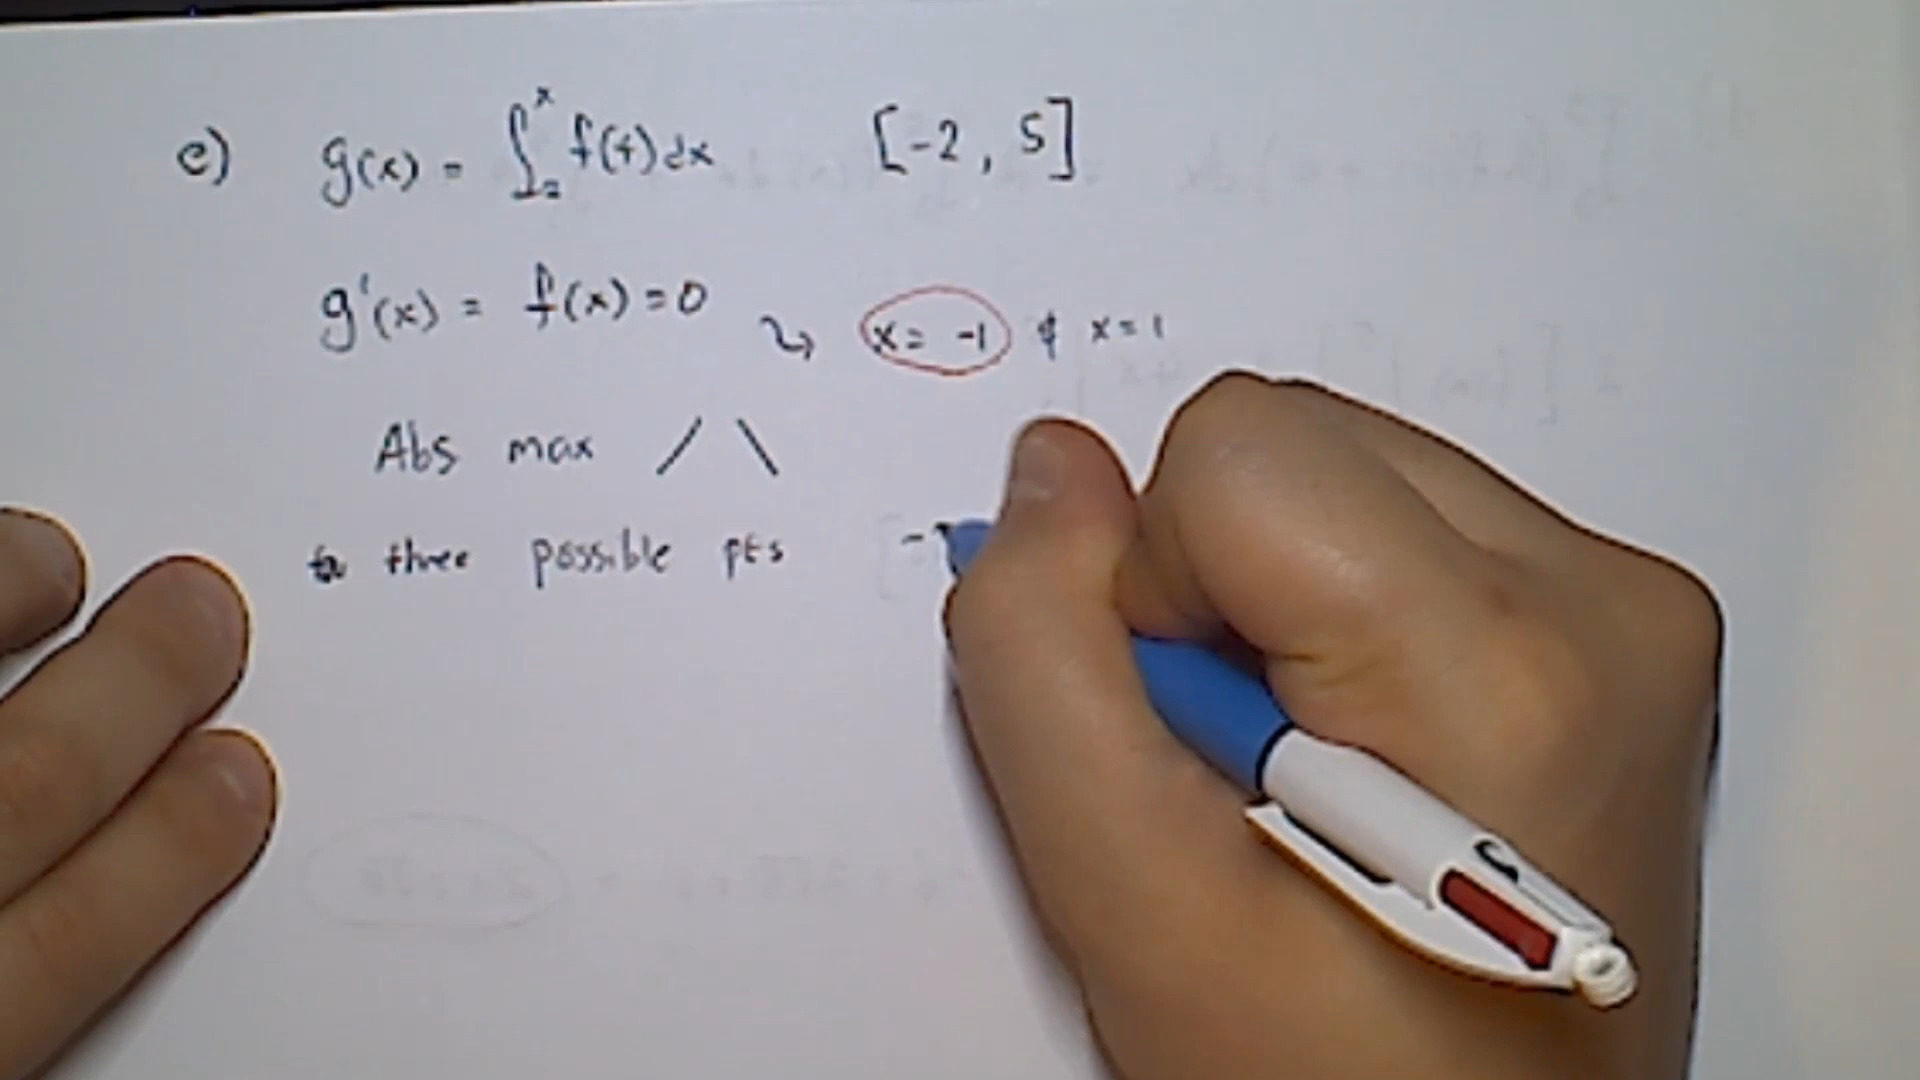 c) g(x) = ∫₋₂ˣ f(t)dx [-2, 5]
g'(x) = f(x) = 0 ↝ x = -1 & x = 1
Abs max / \
three possible pts -